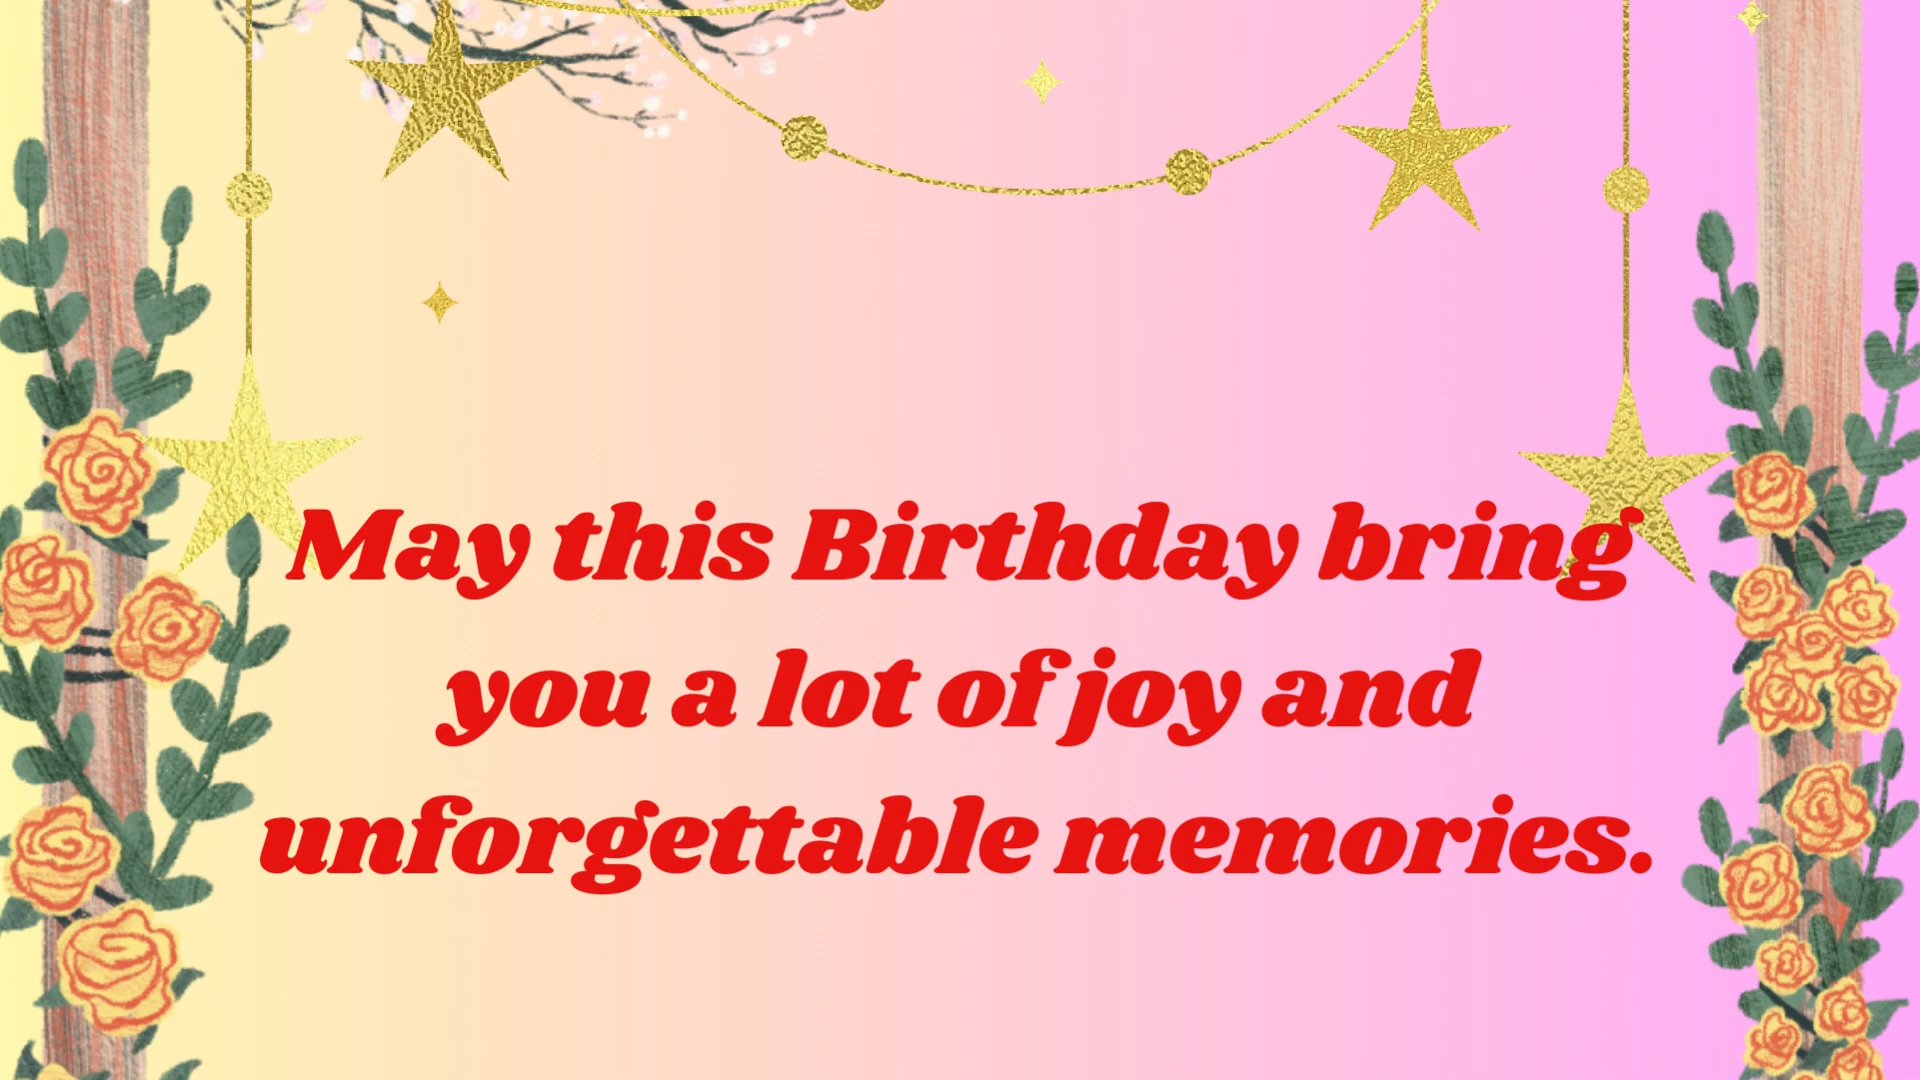 May this Birthday bring
you a lot of joy and
unforgettable memories.